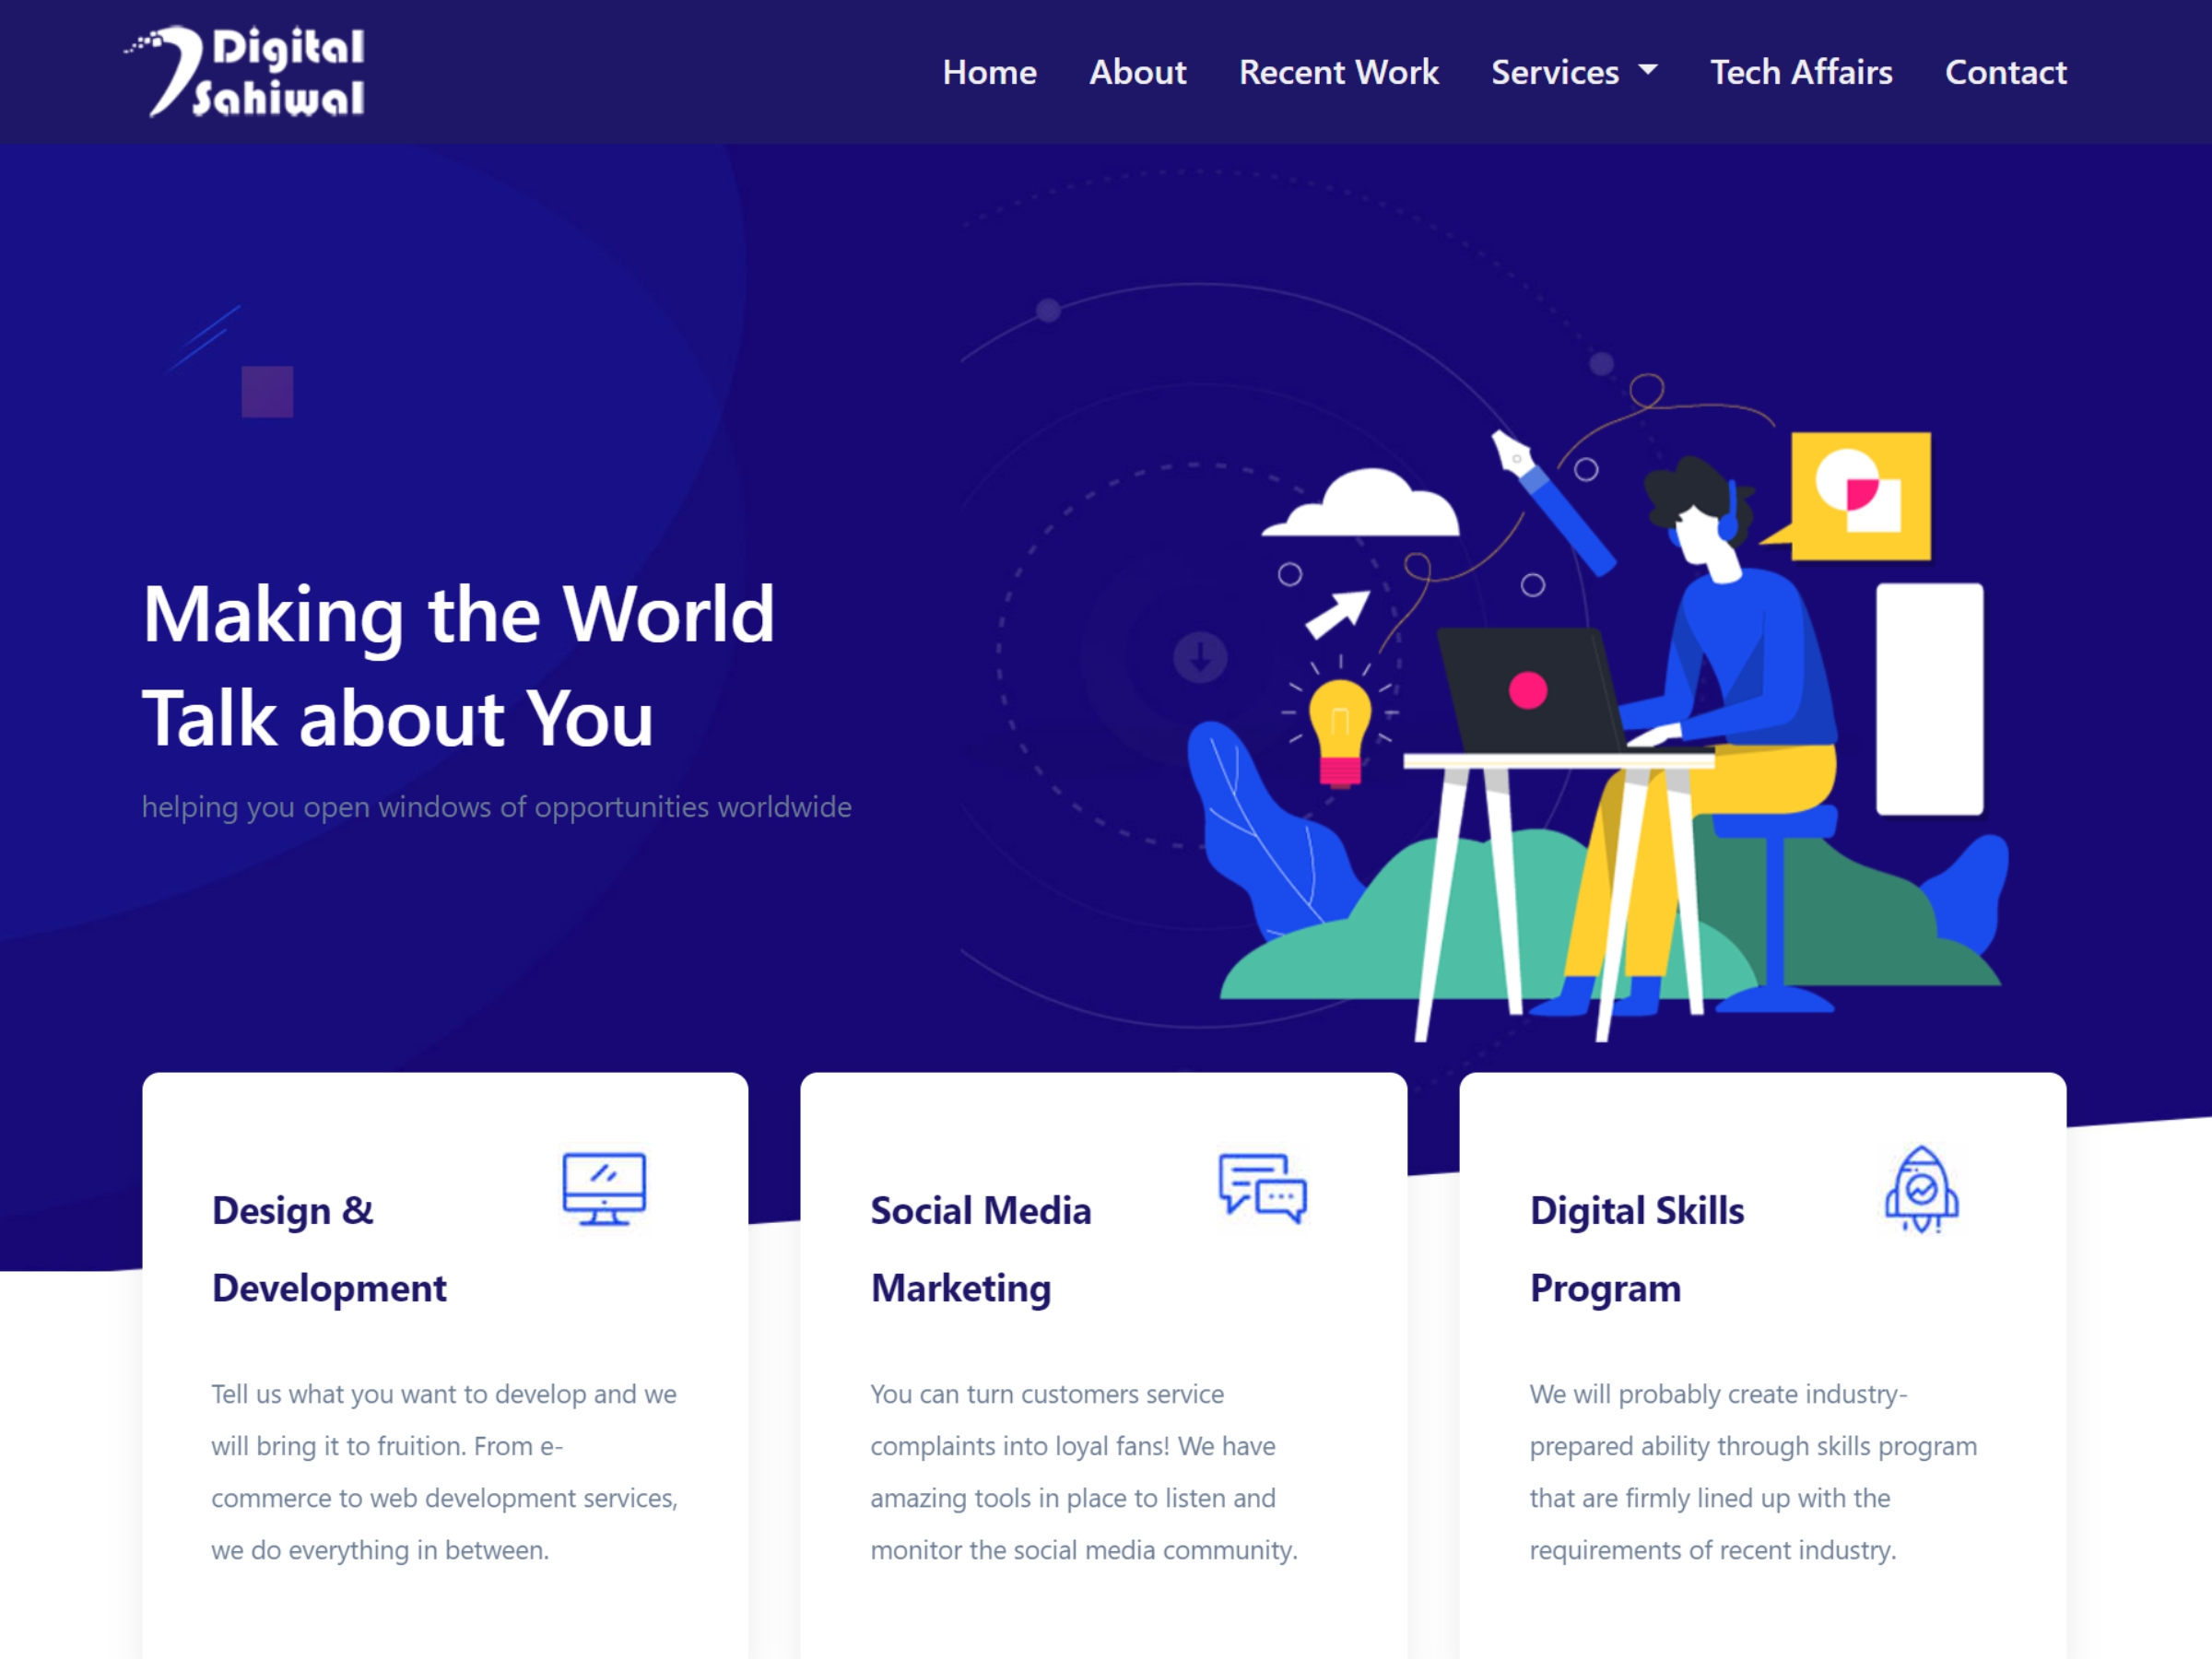 Digital
Sahiwal
Home About Recent Work Services Tech Affairs Contact
Making the World
Talk about You
helping you open windows of opportunities worldwide
Design &
Development
Tell us what you want to develop and we
will bring it to fruition. From e-
commerce to web development services,
we do everything in between.
Social Media
Marketing
You can turn customers service
complaints into loyal fans! We have
amazing tools in place to listen and
monitor the social media community.
Digital Skills
Program
We will probably create industry-
prepared ability through skills program
that are firmly lined up with the
requirements of recent industry.